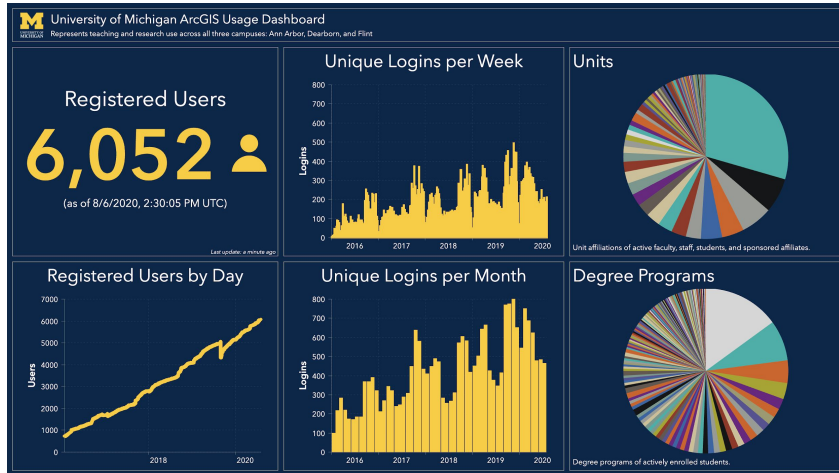 UNIVERSITY OF
MICHIGAN
University of Michigan ArcGIS Usage Dashboard
Represents teaching and research use across all three campuses: Ann Arbor, Dearborn, and Flint
Registered Users
6,052
(as of 8/6/2020, 2:30:05 PM UTC)
Last update: a minute ago
Unique Logins per Week
800
700
600
500
400
300
200
100
0
Logins
2016
2017
2018
2019
2020
Units
Unit affiliations of active faculty, staff, students, and sponsored affiliates.
Registered Users by Day
7000
6000
5000
4000
3000
2000
1000
0
Users
2018
2020
Unique Logins per Month
800
700
600
500
400
300
200
100
0
Logins
2016
2017
2018
2019
2020
Degree Programs
Degree programs of actively enrolled students.